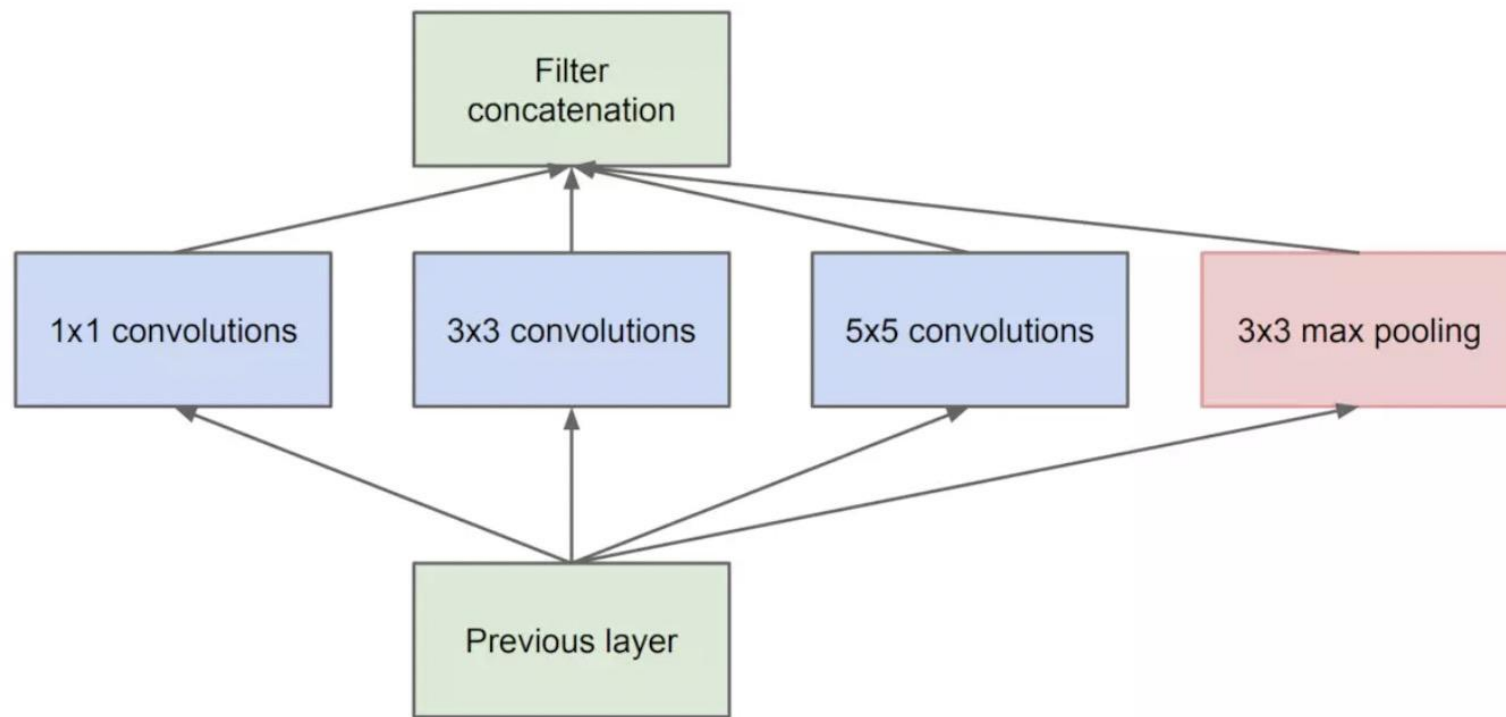 Filter
concatenation
1x1 convolutions
3x3 convolutions
5x5 convolutions
3x3 max pooling
Previous layer